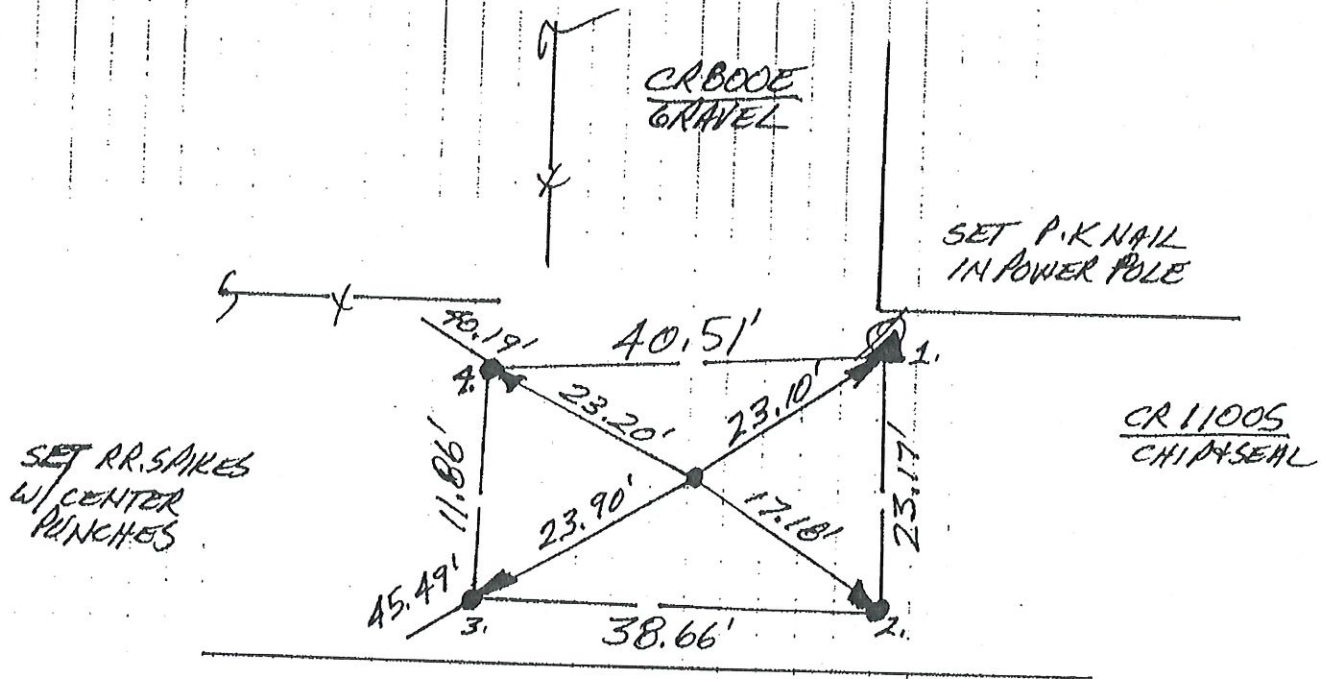 CR800E
GRAVEL
SET P.K NAIL
IN POWER POLE
40.19'
40.51'
1.
4.
23.20'
23.10'
CR 1100S
CHIP&SEAL
SET RR.SPIKES
W/ CENTER
PUNCHES
11.86'
23.90'
17.18'
23.17'
45.49'
3.
38.66'
2.